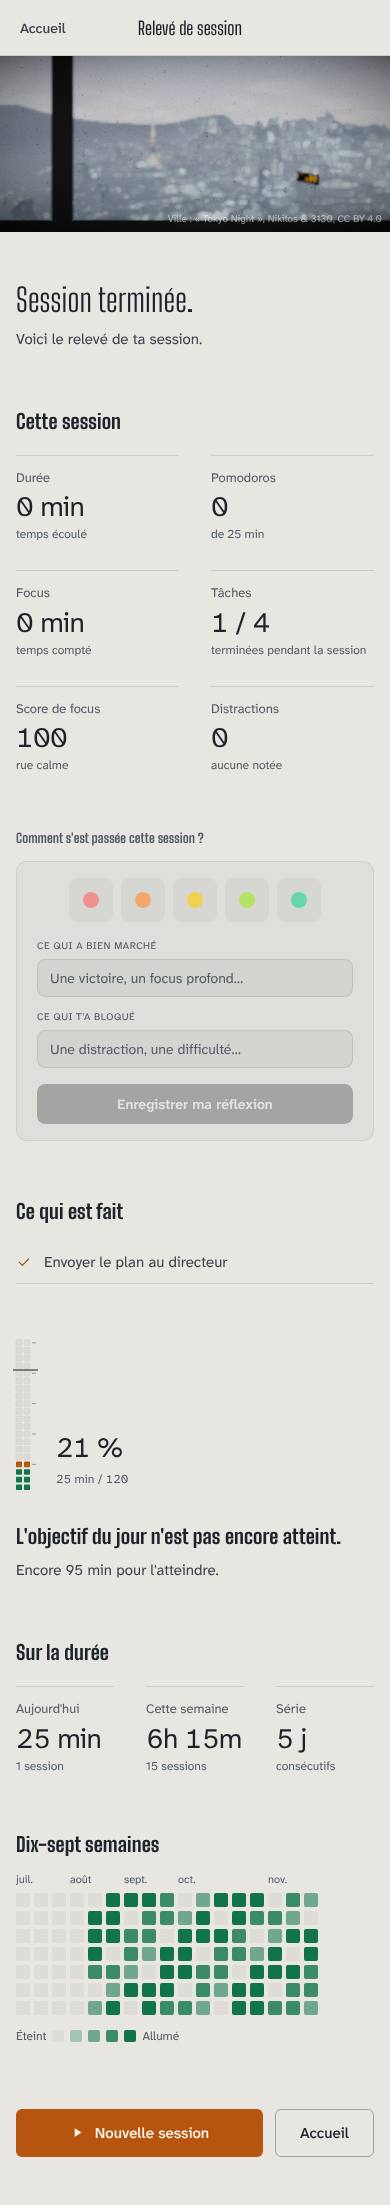 Accueil
Relevé de session
Ville : « Tokyo Night », Nikitos & 3130, CC BY 4.0
Session terminée.
Voici le relevé de ta session.
Cette session
Durée
0 min
temps écoulé
Pomodoros
0
de 25 min
Focus
0 min
temps compté
Tâches
1 / 4
terminées pendant la session
Score de focus
100
rue calme
Distractions
0
aucune notée
Comment s'est passée cette session ?
CE QUI A BIEN MARCHÉ
Une victoire, un focus profond...
CE QUI T'A BLOQUÉ
Une distraction, une difficulté...
Enregistrer ma réflexion
Ce qui est fait
Envoyer le plan au directeur
21 %
25 min / 120
L'objectif du jour n'est pas encore atteint.
Encore 95 min pour l'atteindre.
Sur la durée
Aujourd'hui
25 min
1 session
Cette semaine
6h 15m
15 sessions
Série
5 j
consécutifs
Dix-sept semaines
juil. août sept. oct. nov.
Éteint Allumé
Nouvelle session
Accueil